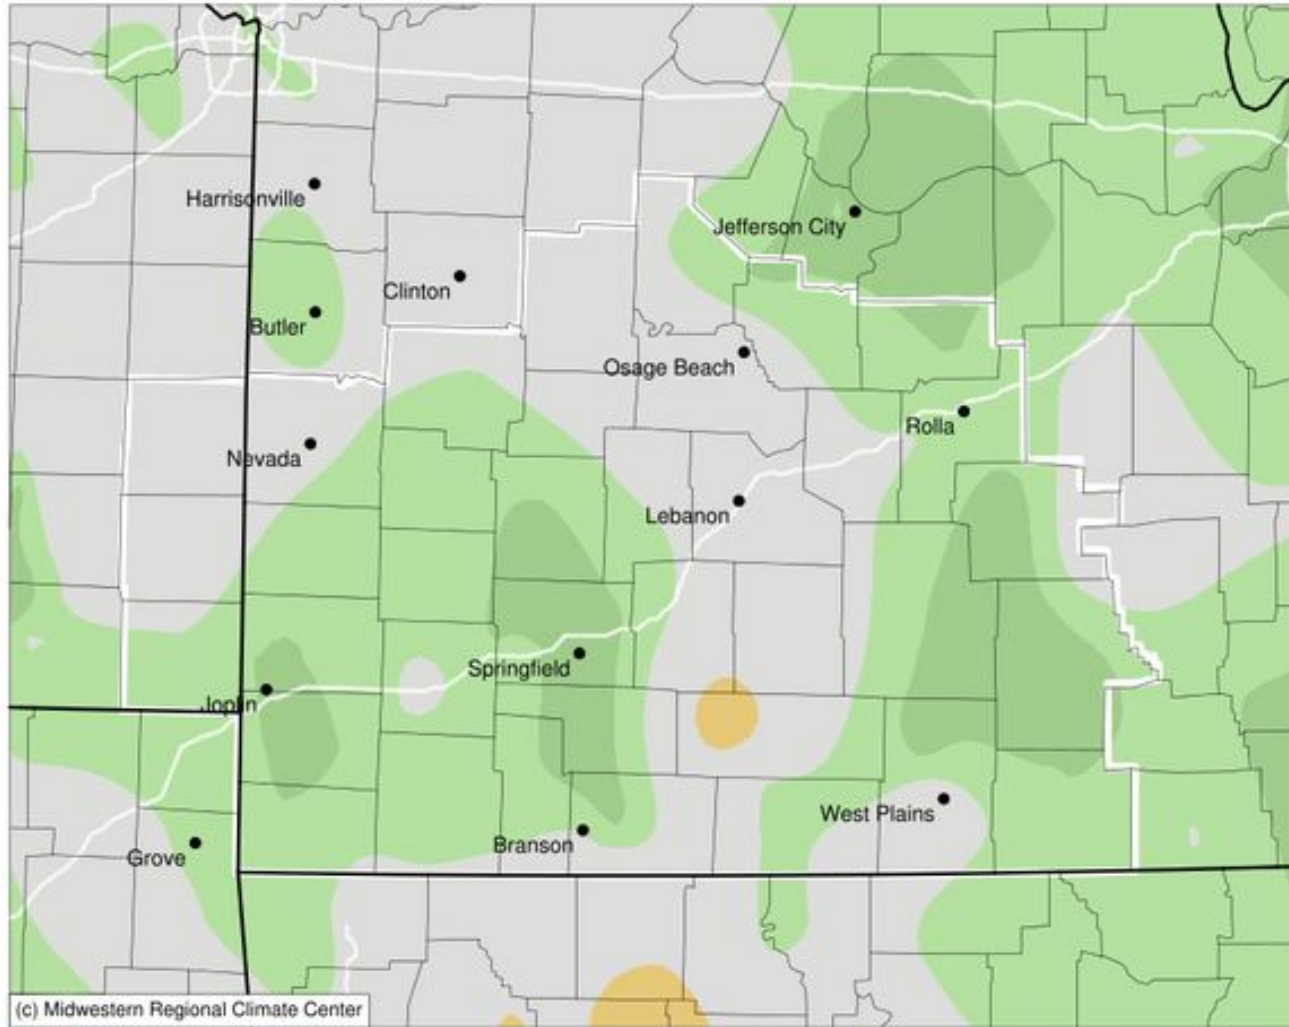 Harrisonville
Jefferson City
Clinton
Butler
Osage Beach
Rolla
Nevada
Lebanon
Springfield
Joplin
West Plains
Branson
Grove
(c) Midwestern Regional Climate Center